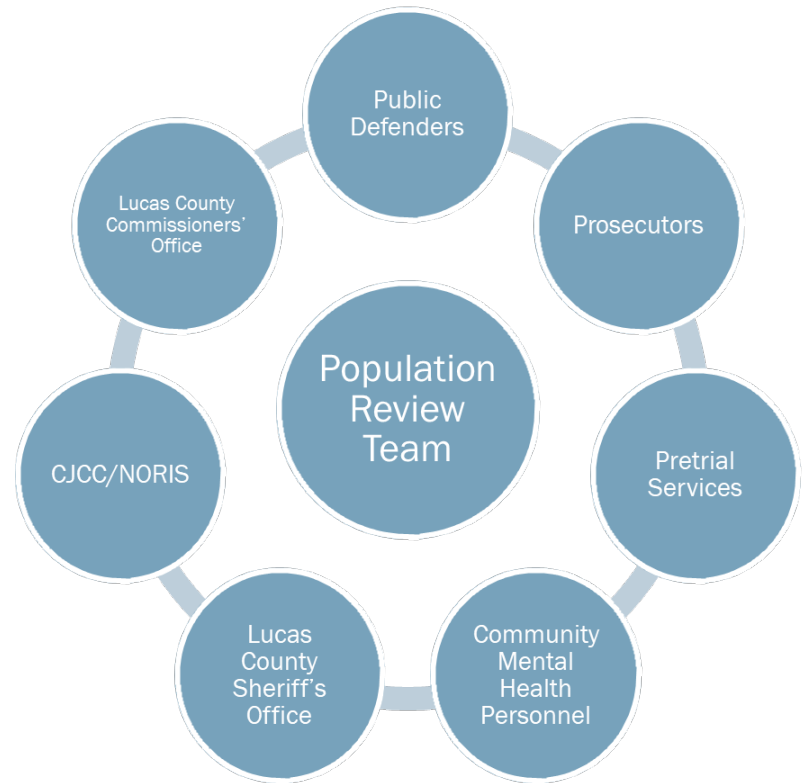 Public
Defenders
Prosecutors
Pretrial
Services
Community
Mental
Health
Personnel
Lucas
County
Sheriff's
Office
CJCC/NORIS
Lucas County
Commissioners'
Office
Population
Review
Team